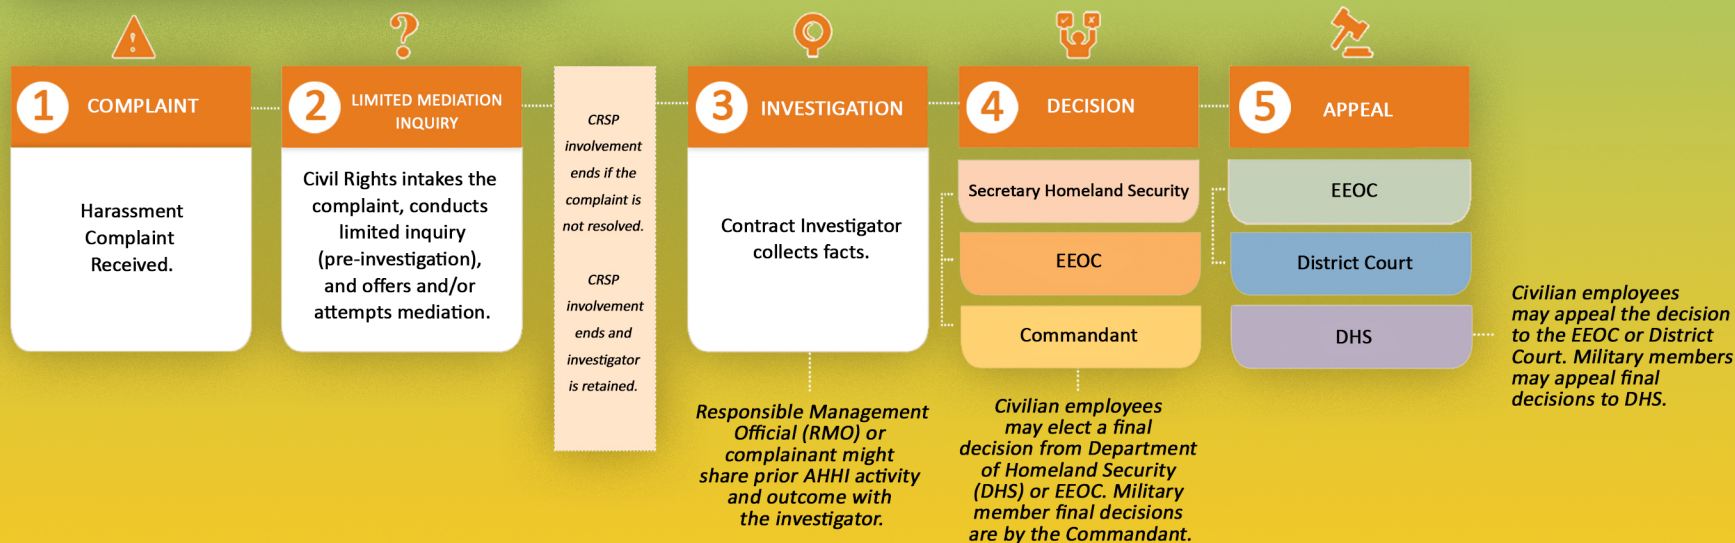 1 COMPLAINT
Harassment
Complaint
Received.
2 LIMITED MEDIATION
INQUIRY
Civil Rights intakes the
complaint, conducts
limited inquiry
(pre-investigation),
and offers and/or
attempts mediation.
CRSP
involvement
ends if the
complaint is
not resolved.
CRSP
involvement
ends and
investigator
is retained.
3 INVESTIGATION
Contract Investigator
collects facts.
Responsible Management
Official (RMO) or
complainant might
share prior AHHI activity
and outcome with
the investigator.
4 DECISION
Secretary Homeland Security
EEOC
Commandant
Civilian employees
may elect a final
decision from Department
of Homeland Security
(DHS) or EEOC. Military
member final decisions
are by the Commandant.
5 APPEAL
EEOC
District Court
DHS
Civilian employees
may appeal the decision
to the EEOC or District
Court. Military members
may appeal final
decisions to DHS.